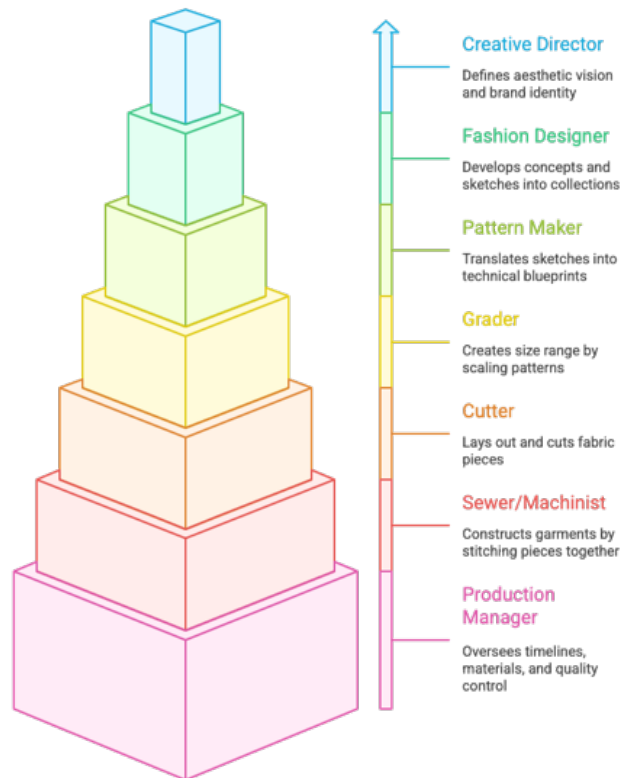 Creative Director
Defines aesthetic vision
and brand identity
Fashion Designer
Develops concepts and
sketches into collections
Pattern Maker
Translates sketches into
technical blueprints
Grader
Creates size range by
scaling patterns
Cutter
Lays out and cuts fabric
pieces
Sewer/Machinist
Constructs garments by
stitching pieces together
Production
Manager
Oversees timelines,
materials, and quality
control